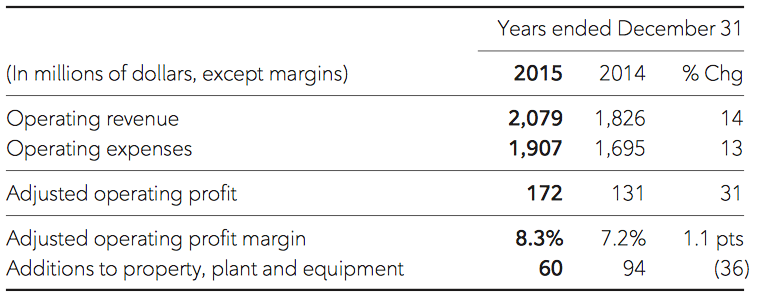 Years ended December 31
(In millions of dollars, except margins) 2015 2014 % Chg
Operating revenue 2,079 1,826 14
Operating expenses 1,907 1,695 13
Adjusted operating profit 172 131 31
Adjusted operating profit margin 8.3% 7.2% 1.1 pts
Additions to property, plant and equipment 60 94 (36)